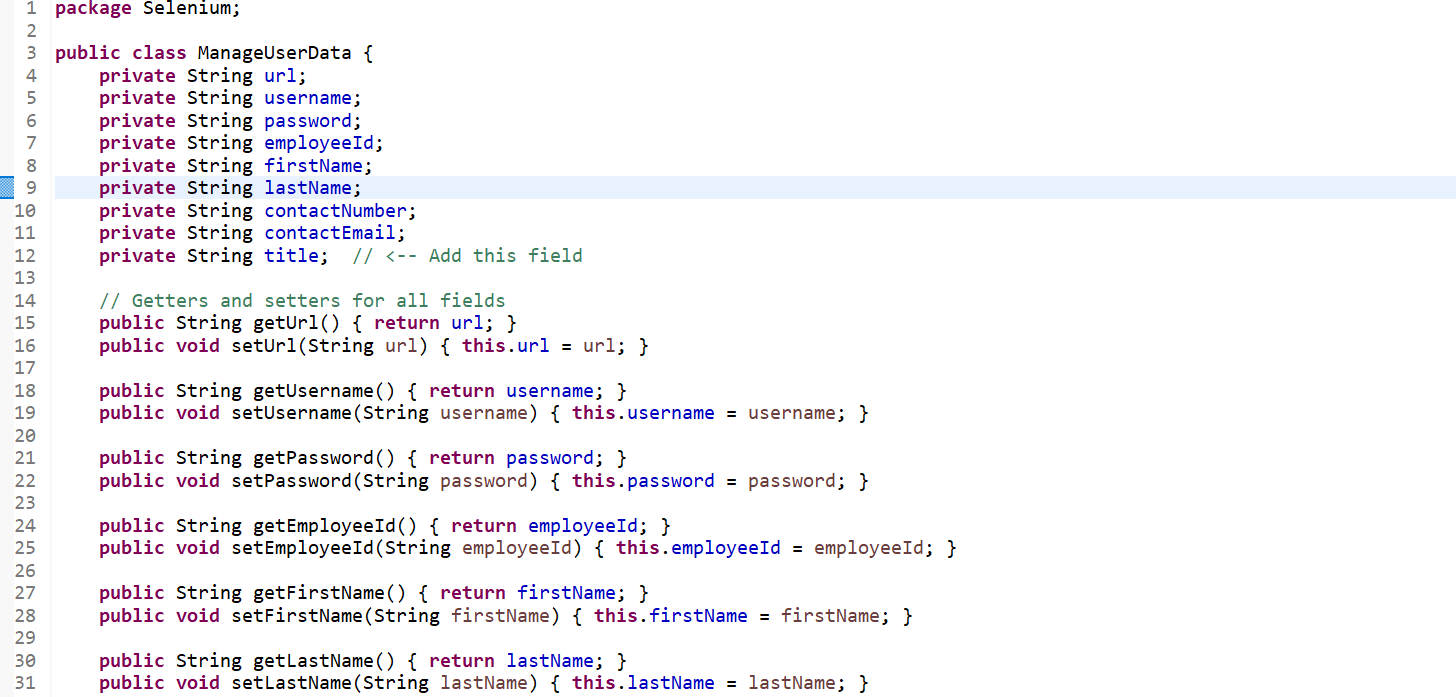 1 package Selenium;
2
3 public class ManageUserData {
4     private String url;
5     private String username;
6     private String password;
7     private String employeeId;
8     private String firstName;
9     private String lastName;
10     private String contactNumber;
11     private String contactEmail;
12     private String title;  // <-- Add this field
13
14     // Getters and setters for all fields
15     public String getUrl() { return url; }
16     public void setUrl(String url) { this.url = url; }
17
18     public String getUsername() { return username; }
19     public void setUsername(String username) { this.username = username; }
20
21     public String getPassword() { return password; }
22     public void setPassword(String password) { this.password = password; }
23
24     public String getEmployeeId() { return employeeId; }
25     public void setEmployeeId(String employeeId) { this.employeeId = employeeId; }
26
27     public String getFirstName() { return firstName; }
28     public void setFirstName(String firstName) { this.firstName = firstName; }
29
30     public String getLastName() { return lastName; }
31     public void setLastName(String lastName) { this.lastName = lastName; }